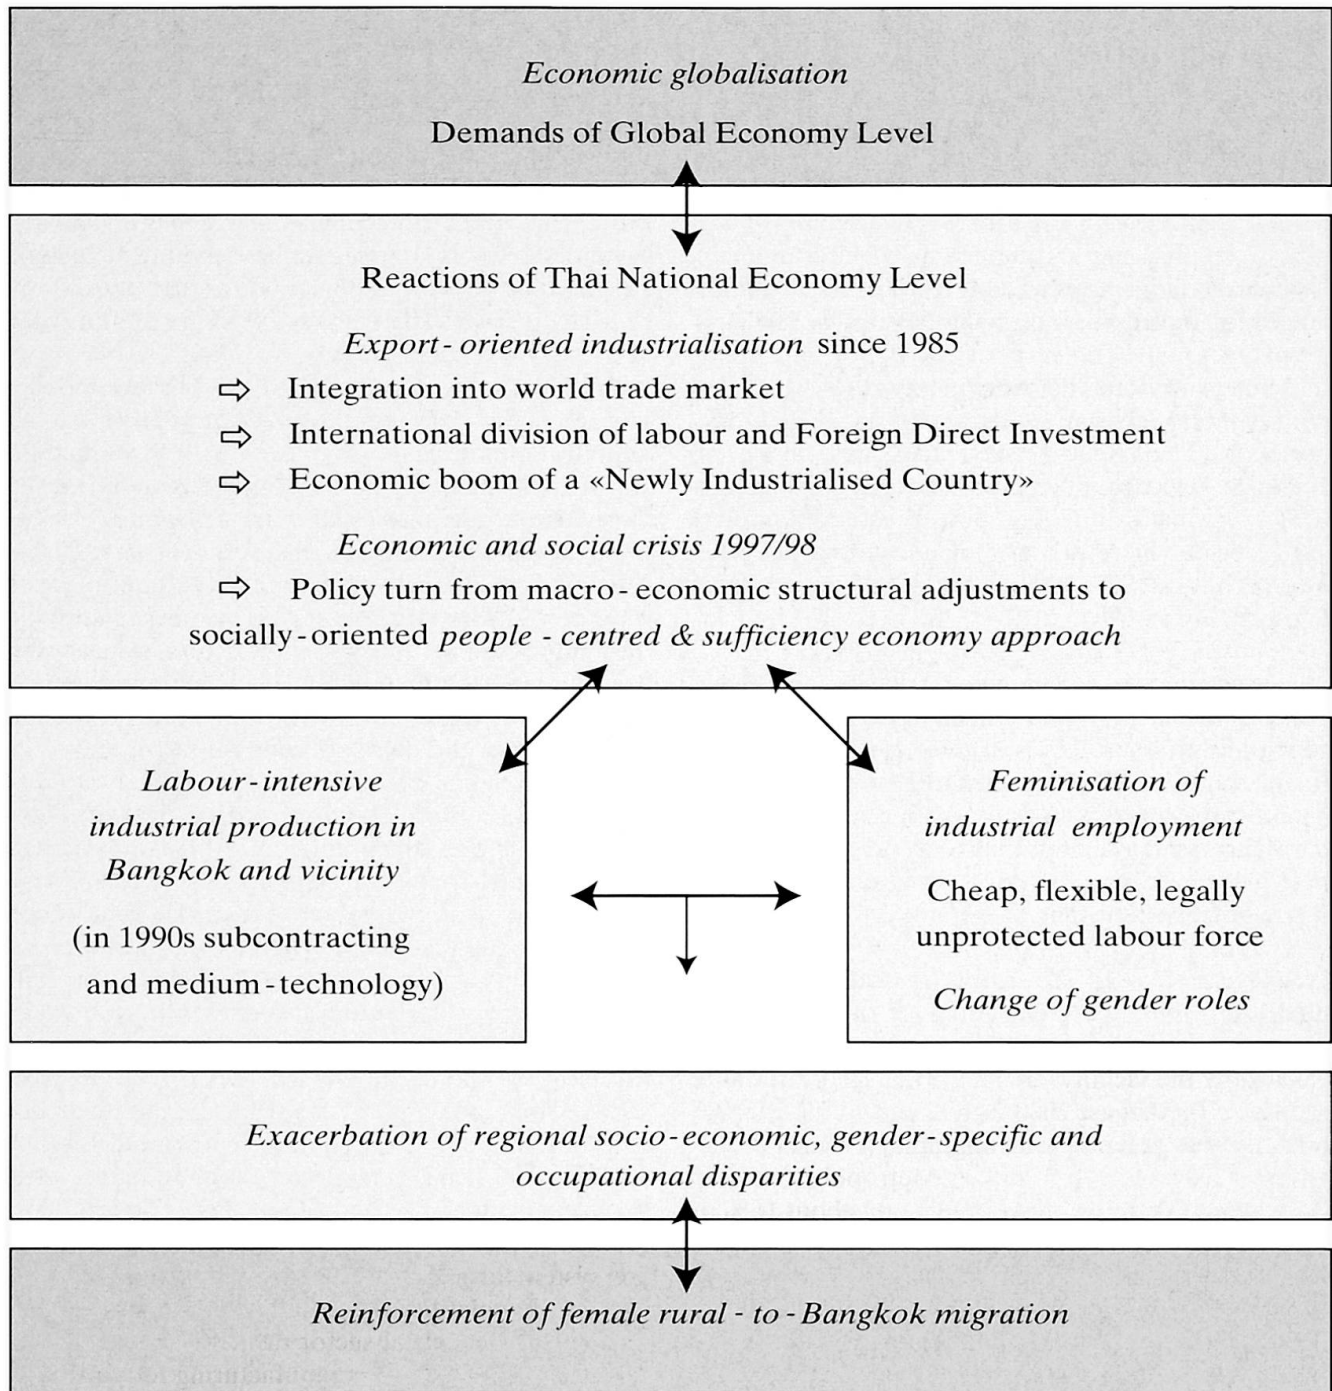 Economic globalisation
Demands of Global Economy Level
Reactions of Thai National Economy Level
Export-oriented industrialisation since 1985
⇨ Integration into world trade market
⇨ International division of labour and Foreign Direct Investment
⇨ Economic boom of a «Newly Industrialised Country»
Economic and social crisis 1997/98
⇨ Policy turn from macro-economic structural adjustments to
socially-oriented people-centred & sufficiency economy approach
Labour-intensive
industrial production in
Bangkok and vicinity
(in 1990s subcontracting
and medium-technology)
Feminisation of
industrial employment
Cheap, flexible, legally
unprotected labour force
Change of gender roles
Exacerbation of regional socio-economic, gender-specific and
occupational disparities
Reinforcement of female rural-to-Bangkok migration